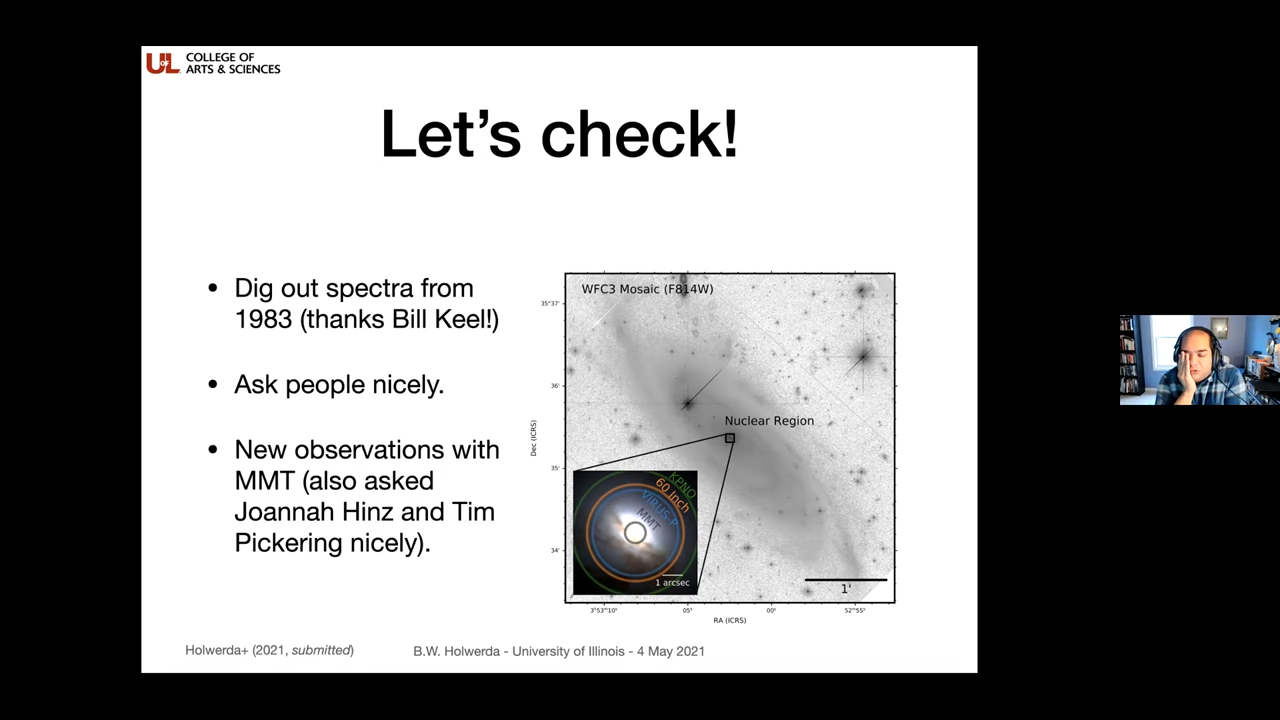 UofL COLLEGE OF
ARTS & SCIENCES
Let's check!
• Dig out spectra from
1983 (thanks Bill Keel!)
• Ask people nicely.
• New observations with
MMT (also asked
Joannah Hinz and Tim
Pickering nicely).
WFC3 Mosaic (F814W)
Nuclear Region
KPNO
60 Inch
VIRUS-P
MMT
1 arcsec
1'
35°37'
36'
35'
34'
Dec (ICRS)
3ʰ53ᵐ10ˢ 05ˢ 00ˢ 52ᵐ55ˢ
RA (ICRS)
Holwerda+ (2021, submitted)
B.W. Holwerda - University of Illinois - 4 May 2021